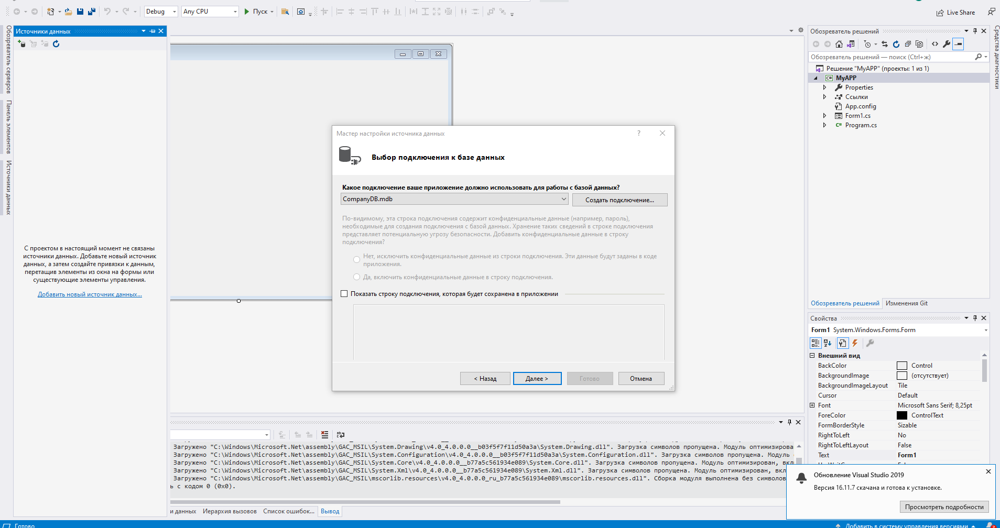 Debug
Any CPU
Пуск
Live Share
Обозреватель серверов
Панель элементов
Источники данных
Источники данных
С проектом в настоящий момент не связаны
источники данных. Добавьте новый источник
данных, а затем создайте привязки к данным,
перетащив элементы из окна на формы или
существующие элементы управления.
Добавить новый источник данных...
Мастер настройки источника данных
?
Выбор подключения к базе данных
Какое подключение ваше приложение должно использовать для работы с базой данных?
CompanyDB.mdb
Создать подключение...
По-видимому, эта строка подключения содержит конфиденциальные данные (например, пароль),
необходимые для создания подключения с базой данных. Хранение таких сведений в строке подключения
представляет потенциальную угрозу безопасности. Добавить конфиденциальные данные в строку
подключения?
Нет, исключить конфиденциальные данные из строки подключения. Эти данные будут заданы в коде
приложения.
Да, включить конфиденциальные данные в строку подключения.
Показать строку подключения, которая будет сохранена в приложении
< Назад
Далее >
Готово
Отмена
Загружено "C:\Windows\Microsoft.Net\assembly\GAC_MSIL\System.Drawing\v4.0_4.0.0.0__b03f5f7f11d50a3a\System.Drawing.dll". Загрузка символов пропущена. Модуль оптимизирова
Загружено "C:\Windows\Microsoft.Net\assembly\GAC_MSIL\System.Configuration\v4.0_4.0.0.0__b03f5f7f11d50a3a\System.Configuration.dll". Загрузка символов пропущена. Модуль
Загружено "C:\Windows\Microsoft.Net\assembly\GAC_MSIL\System.Core\v4.0_4.0.0.0__b77a5c561934e089\System.Core.dll". Загрузка символов пропущена. Модуль оптимизирован, вкл
Загружено "C:\Windows\Microsoft.Net\assembly\GAC_MSIL\System.Xml\v4.0_4.0.0.0__b77a5c561934e089\System.Xml.dll". Загрузка символов пропущена. Модуль оптимизирован, вкл
Загружено "C:\Windows\Microsoft.Net\assembly\GAC_MSIL\mscorlib.resources\v4.0_4.0.0.0_ru_b77a5c561934e089\mscorlib.resources.dll". Сборка модуля выполнена без символов
ь с кодом 0 (0x0).
и данных
Иерархия вызовов
Список ошибок...
Вывод
Обозреватель решений
Обозреватель решений — поиск (Ctrl+ж)
Решение "MyAPP" (проекты: 1 из 1)
C# MyAPP
Properties
Ссылки
App.config
Form1.cs
C# Program.cs
Обозреватель решений
Изменения Git
Средства диагностики
Свойства
Form1 System.Windows.Forms.Form
Внешний вид
BackColor Control
BackgroundImage (отсутствует)
BackgroundImageLayout Tile
Cursor Default
Font Microsoft Sans Serif; 8,25pt
ForeColor ControlText
FormBorderStyle Sizable
RightToLeft No
RightToLeftLayout False
Text Form1
Обновление Visual Studio 2019
Версия 16.11.7 скачана и готова к установке.
Просмотреть подробности
Готово
Добавить в систему управления версиями